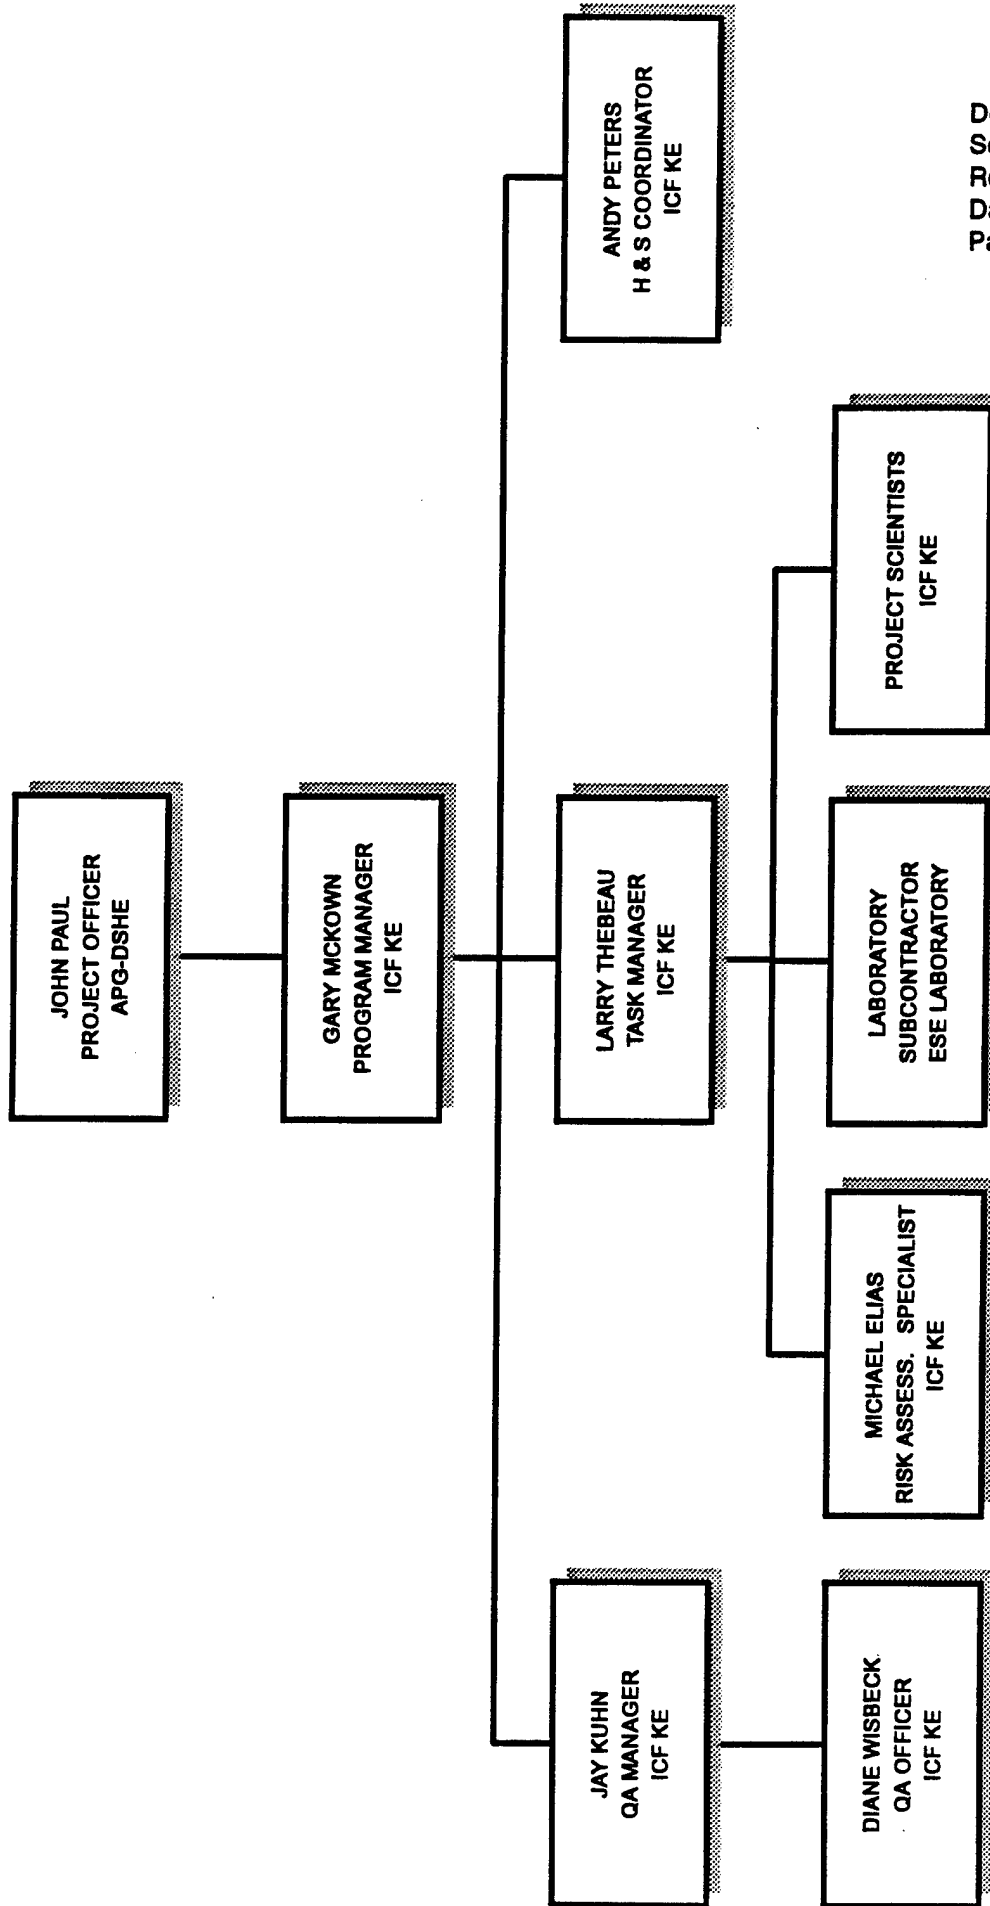 JOHN PAUL
PROJECT OFFICER
APG-DSHE
GARY MCKOWN
PROGRAM MANAGER
ICF KE
JAY KUHN
QA MANAGER
ICF KE
LARRY THEBEAU
TASK MANAGER
ICF KE
ANDY PETERS
H & S COORDINATOR
ICF KE
DIANE WISBECK
QA OFFICER
ICF KE
MICHAEL ELIAS
RISK ASSESS. SPECIALIST
ICF KE
LABORATORY
SUBCONTRACTOR
ESE LABORATORY
PROJECT SCIENTISTS
ICF KE